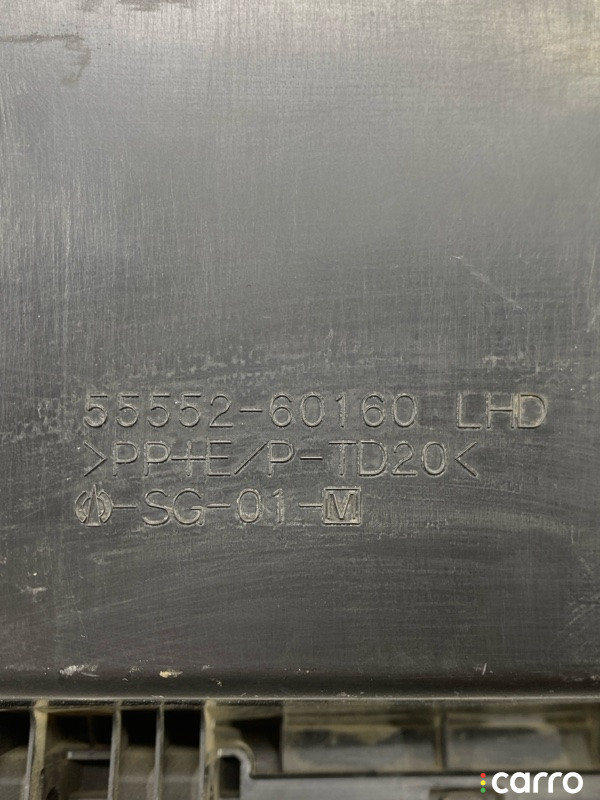 55552-60160 LHD
>PP+E/P-TD20<
-SG-01-M
carro